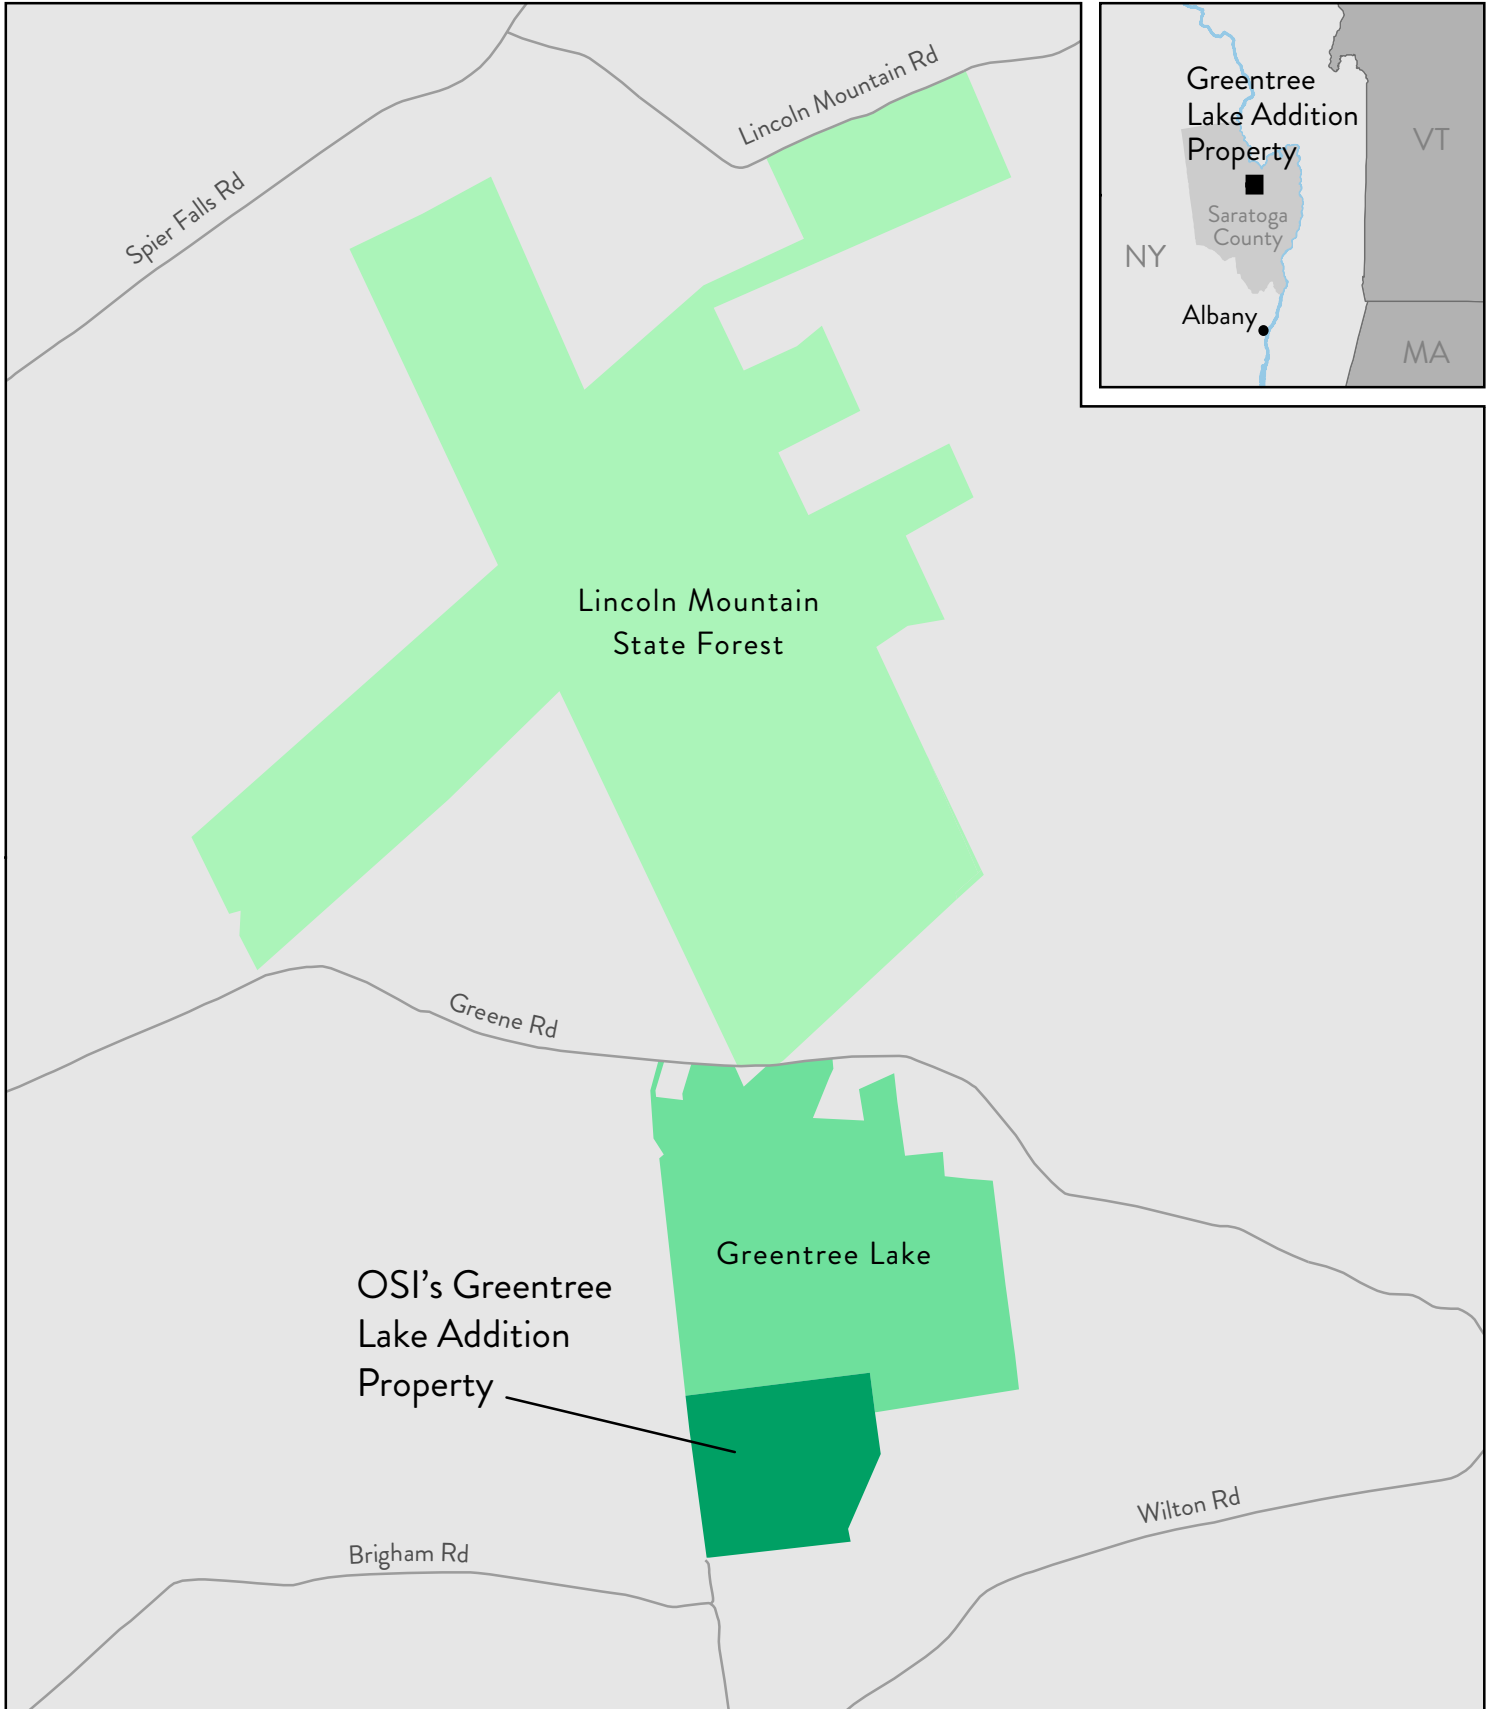 Lincoln Mountain Rd
Spier Falls Rd
Greentree
Lake Addition
Property
VT
Saratoga
County
NY
Albany
MA
Lincoln Mountain
State Forest
Greene Rd
Greentree Lake
OSI's Greentree
Lake Addition
Property
Wilton Rd
Brigham Rd